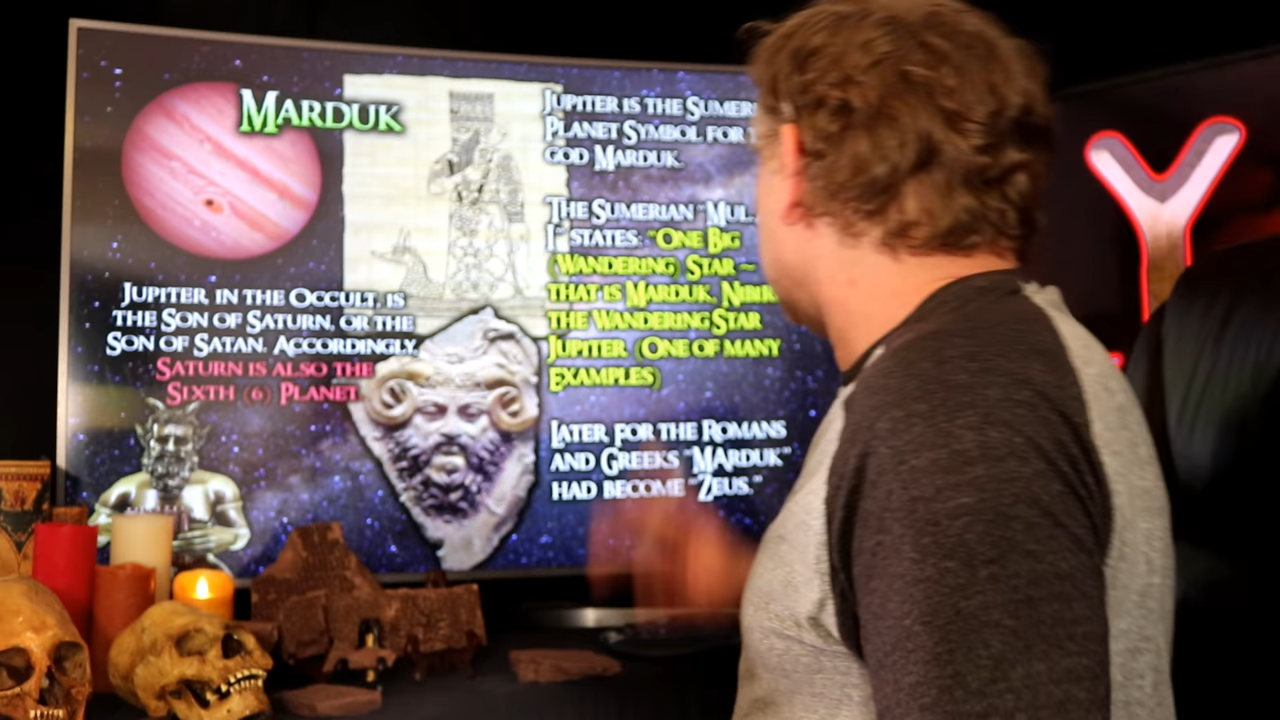 MARDUK
JUPITER IS THE
PLANET SYMBOL FOR
GOD MARDUK.
THE SUMERIAN "MUL.
I" STATES: "ONE BIG
(WANDERING) STAR ~
THAT IS MARDUK,
THE WANDERING STAR
JUPITER (ONE OF MANY
EXAMPLES)
LATER FOR THE ROMANS
AND GREEKS "MARDUK"
HAD BECOME "ZEUS."
JUPITER, IN THE OCCULT, IS
THE SON OF SATURN, OR THE
SON OF SATAN. ACCORDINGLY,
SATURN IS ALSO THE
SIXTH (6) PLANET
Y